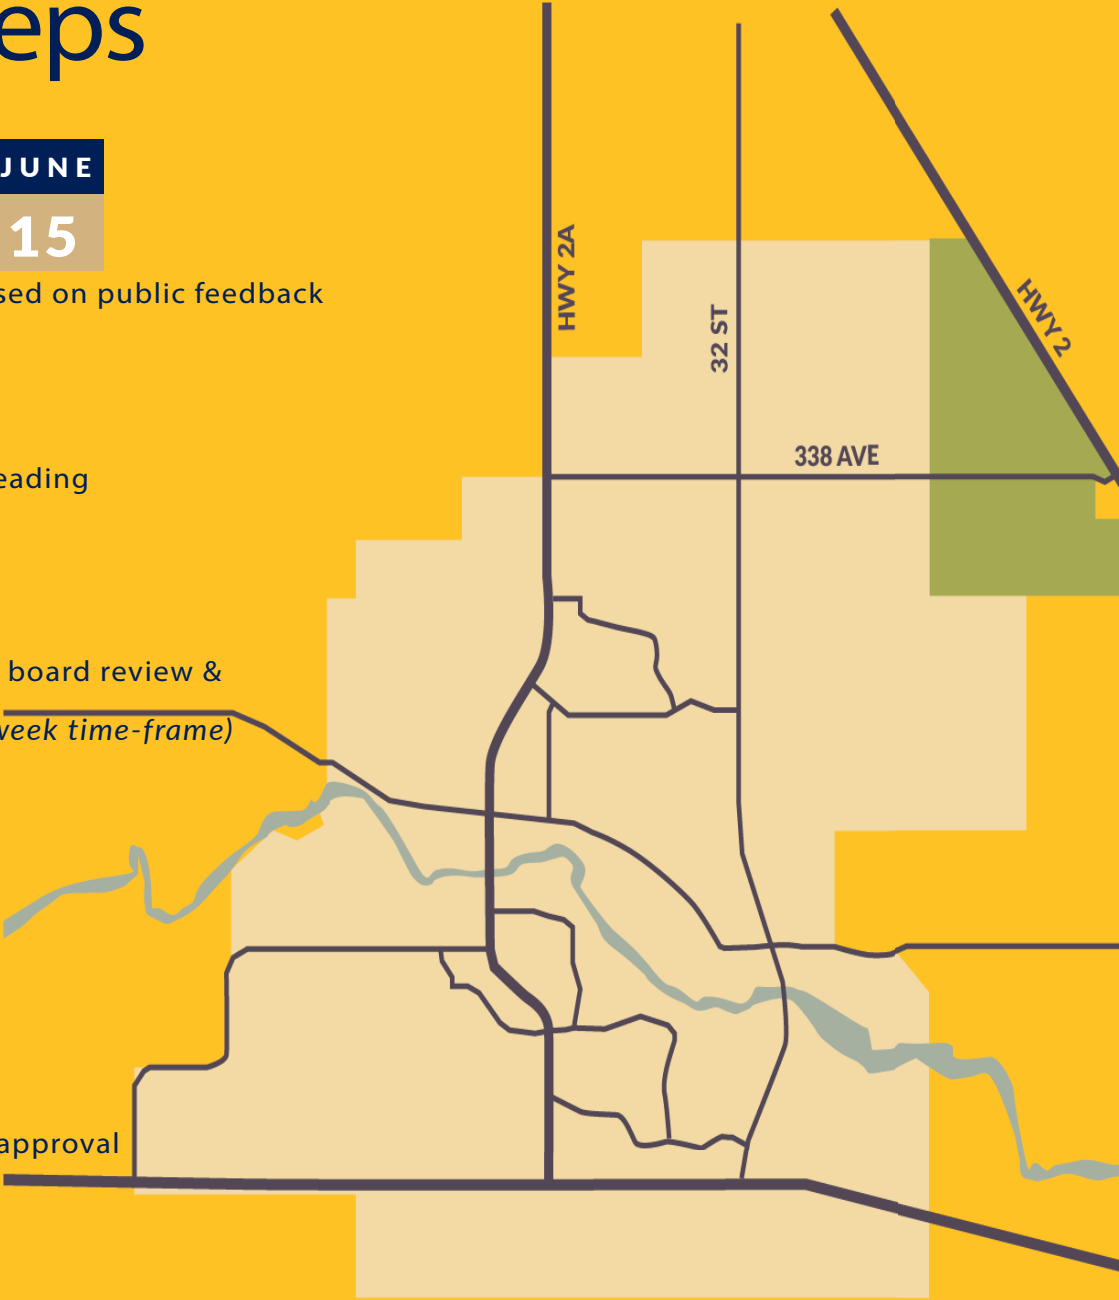 eps
JUNE
15
sed on public feedback
eading
board review &
week time-frame)
approval
HWY 2A
32 ST
HWY 2
338 AVE